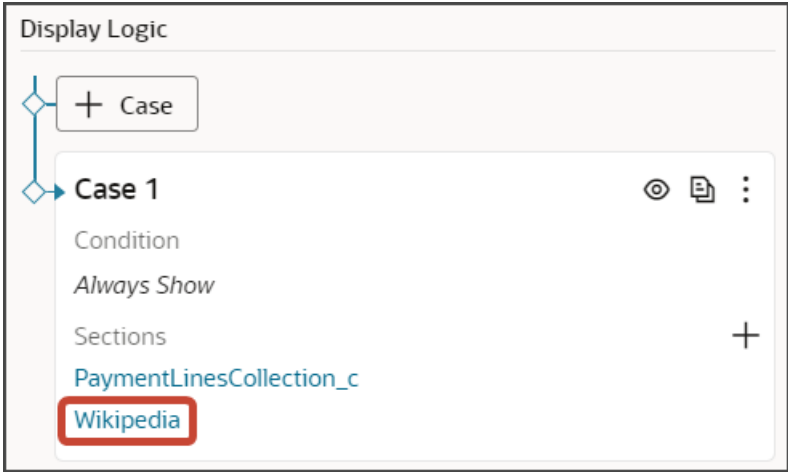 Display Logic
+ Case
Case 1
Condition
Always Show
Sections
PaymentLinesCollection_c
Wikipedia